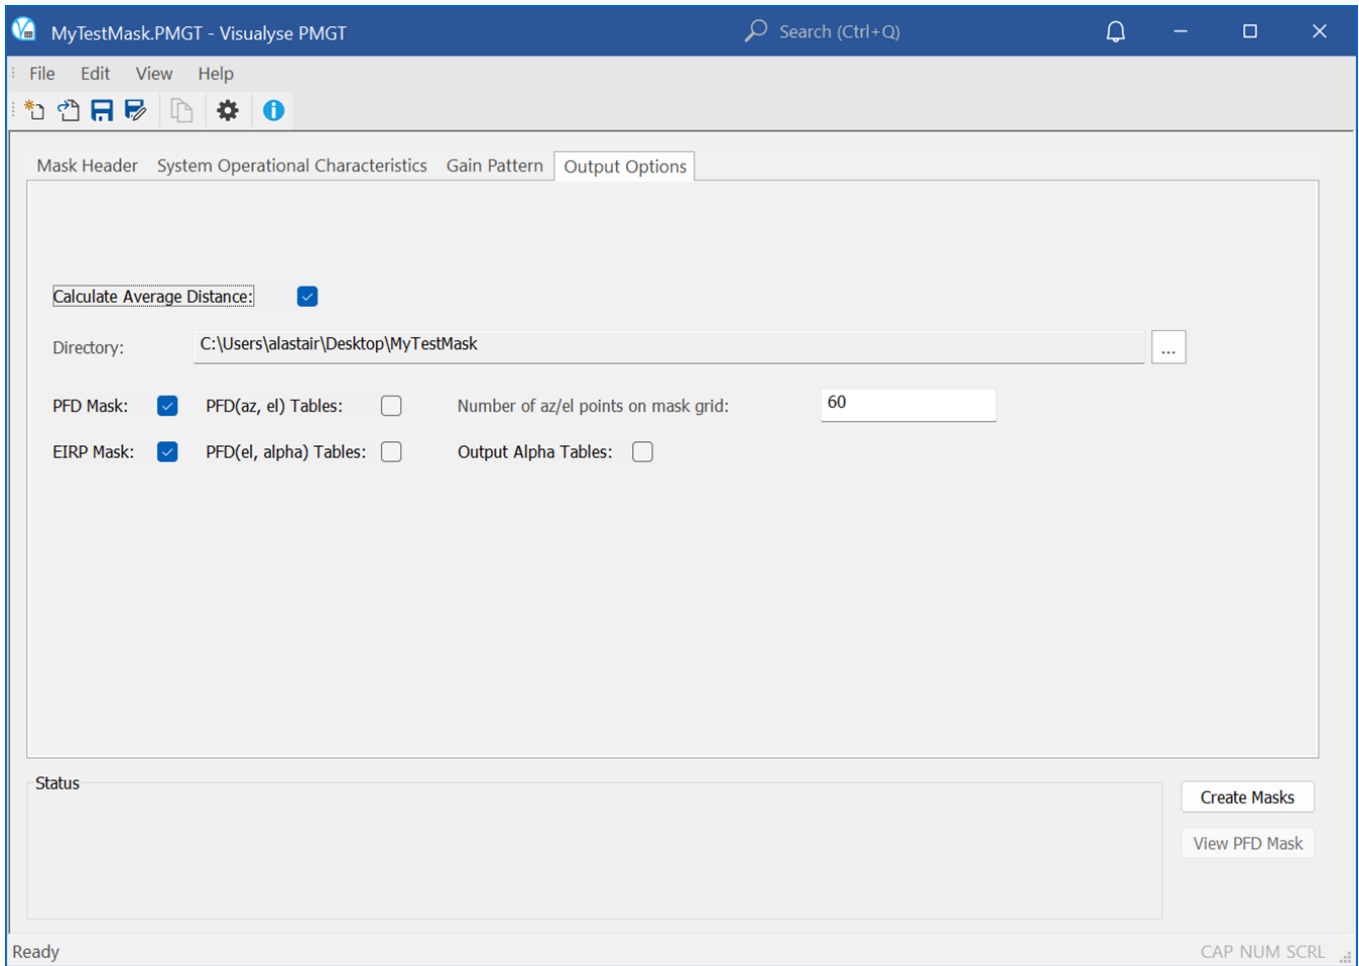 MyTestMask.PMGT - Visualyse PMGT Search (Ctrl+Q)
File Edit View Help
Mask Header System Operational Characteristics Gain Pattern Output Options
Calculate Average Distance:
Directory: C:\Users\alastair\Desktop\MyTestMask ...
PFD Mask: PFD(az, el) Tables: Number of az/el points on mask grid: 60
EIRP Mask: PFD(el, alpha) Tables: Output Alpha Tables:
Status
Create Masks
View PFD Mask
Ready CAP NUM SCRL